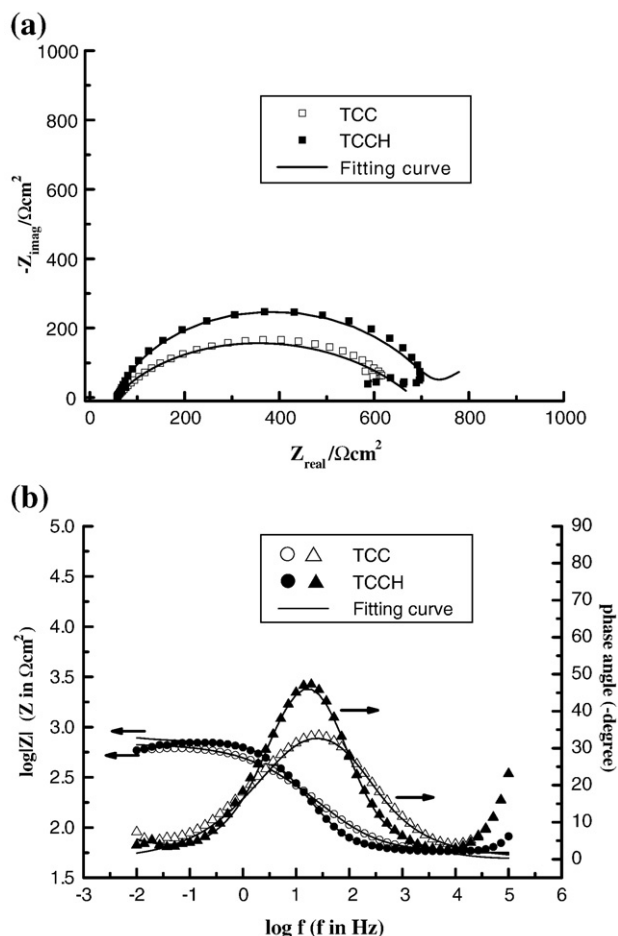 (a)
1000
800
600
400
200
0
-Z_imag/Ωcm²
TCC
TCCH
Fitting curve
0 200 400 600 800 1000
Z_real/Ωcm²
(b)
5.0
4.5
4.0
3.5
3.0
2.5
2.0
1.5
log|Z| (Z in Ωcm²)
TCC
TCCH
Fitting curve
90
80
70
60
50
40
30
20
10
0
phase angle (-degree)
-3 -2 -1 0 1 2 3 4 5 6
log f (f in Hz)